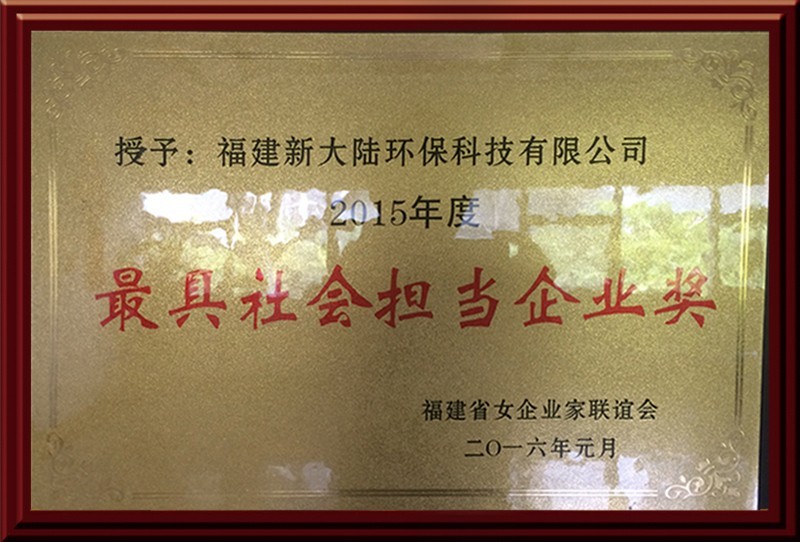 授予：福建新大陆环保科技有限公司
2015年度
最具社会担当企业奖
福建省女企业家联谊会
二〇一六年元月